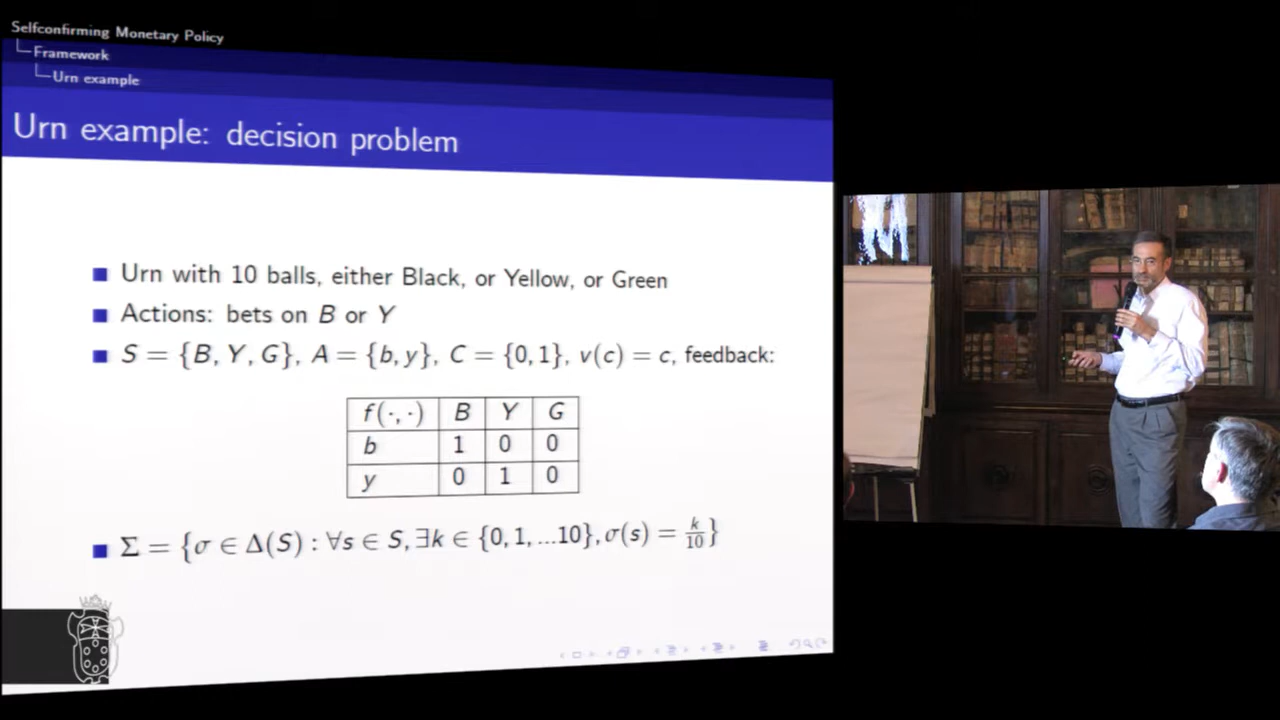 Selfconfirming Monetary Policy
Framework
Urn example
Urn example: decision problem
Urn with 10 balls, either Black, or Yellow, or Green
Actions: bets on B or Y
S = {B, Y, G}, A = {b, y}, C = {0, 1}, v(c) = c, feedback:
f(·, ·) B Y G
b 1 0 0
y 0 1 0
Σ = {σ ∈ Δ(S) : ∀s ∈ S, ∃k ∈ {0, 1, ...10}, σ(s) = k/10}